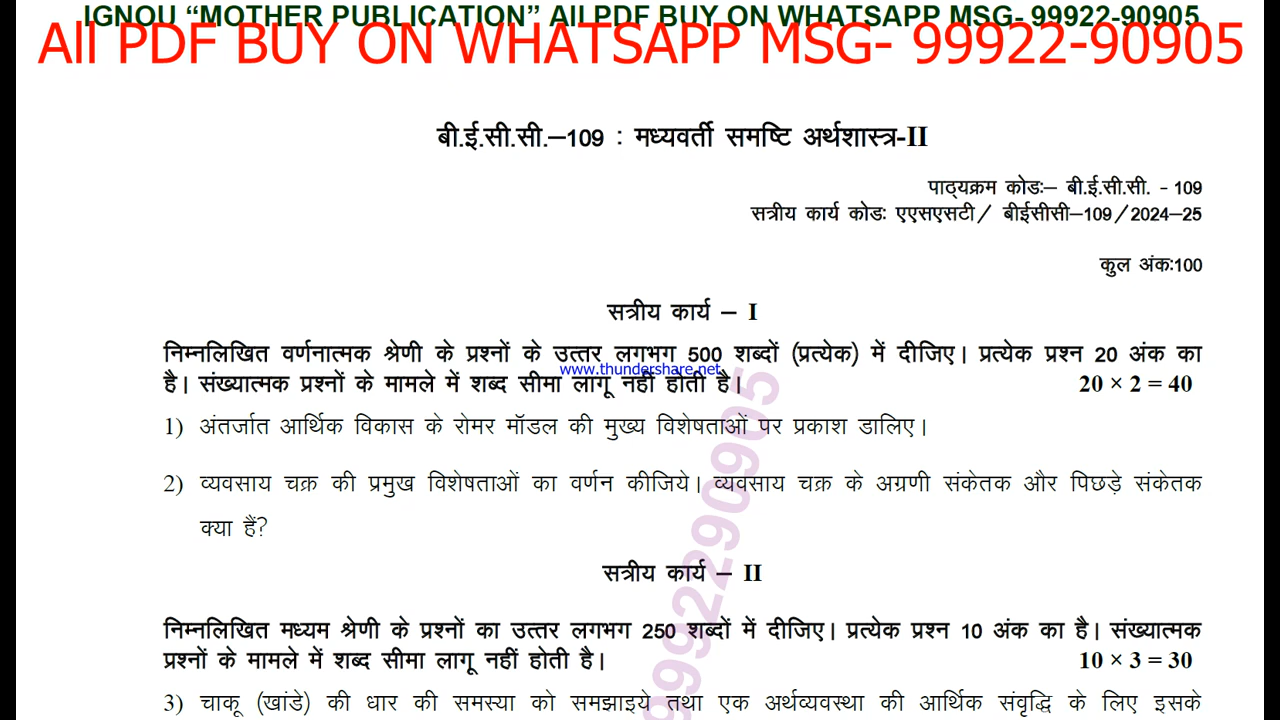 IGNOU “MOTHER PUBLICATION” All PDF BUY ON WHATSAPP MSG- 99922-90905
All PDF BUY ON WHATSAPP MSG- 99922-90905
बी.ई.सी.सी.–109 : मध्यवर्ती समष्टि अर्थशास्त्र-II
पाठ्यक्रम कोडः– बी.ई.सी.सी. - 109
सत्रीय कार्य कोडः एएसएसटी/ बीईसीसी–109/2024–25
कुल अंक:100
सत्रीय कार्य – I
निम्नलिखित वर्णनात्मक श्रेणी के प्रश्नों के उत्तर लगभग 500 शब्दों (प्रत्येक) में दीजिए। प्रत्येक प्रश्न 20 अंक का
www.thundershare.net
है। संख्यात्मक प्रश्नों के मामले में शब्द सीमा लागू नहीं होती है। 20 × 2 = 40
1) अंतर्जात आर्थिक विकास के रोमर मॉडल की मुख्य विशेषताओं पर प्रकाश डालिए।
2) व्यवसाय चक्र की प्रमुख विशेषताओं का वर्णन कीजिये। व्यवसाय चक्र के अग्रणी संकेतक और पिछड़े संकेतक
क्या हैं?
सत्रीय कार्य – II
निम्नलिखित मध्यम श्रेणी के प्रश्नों का उत्तर लगभग 250 शब्दों में दीजिए। प्रत्येक प्रश्न 10 अंक का है। संख्यात्मक
प्रश्नों के मामले में शब्द सीमा लागू नहीं होती है। 10 × 3 = 30
3) चाकू (खांडे) की धार की समस्या को समझाइये तथा एक अर्थव्यवस्था की आर्थिक संवृद्धि के लिए इसके
9992290905